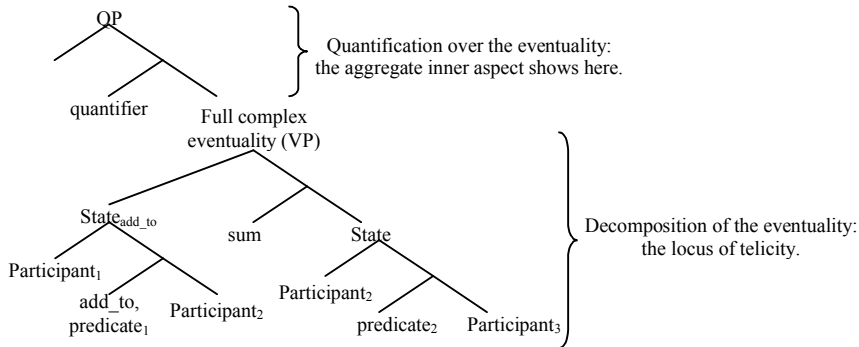 QP
Quantification over the eventuality:
the aggregate inner aspect shows here.
quantifier
Full complex
eventuality (VP)
State_add_to
sum
State
Decomposition of the eventuality:
the locus of telicity.
Participant₁
add_to,
predicate₁
Participant₂
Participant₂
predicate₂
Participant₃